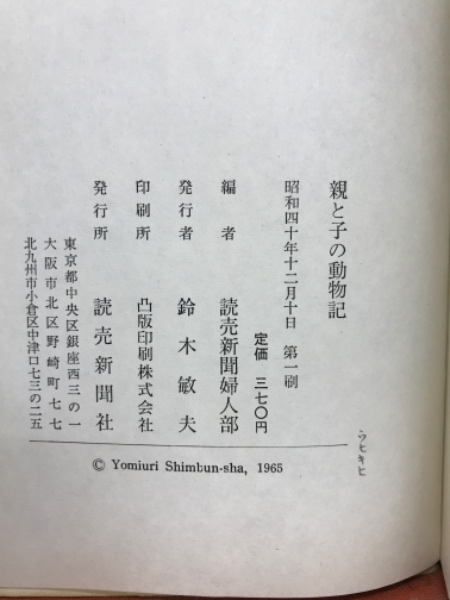 親と子の動物記
昭和四十年十二月十日 第一刷
定価 三七〇円
編者 読売新聞婦人部
発行者 鈴木敏夫
印刷所 凸版印刷株式会社
発行所 読売新聞社
東京都中央区銀座西三の一
大阪市北区野崎町七七
北九州市小倉区中津口七三の二五
© Yomiuri Shimbun-sha, 1965